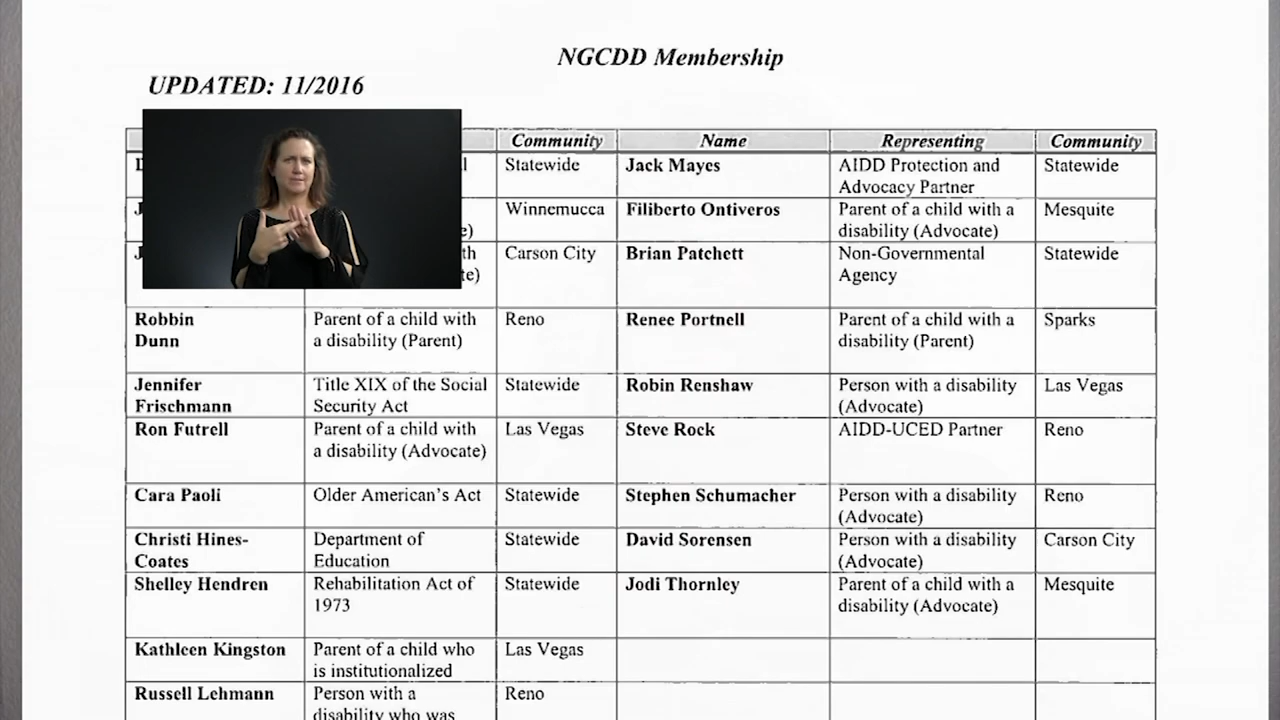 NGCDD Membership
UPDATED: 11/2016
Community Name Representing Community
Statewide Jack Mayes AIDD Protection and Statewide
Advocacy Partner
Winnemucca Filiberto Ontiveros Parent of a child with a Mesquite
disability (Advocate)
Carson City Brian Patchett Non-Governmental Statewide
Agency
Robbin Parent of a child with Reno Renee Portnell Parent of a child with a Sparks
Dunn a disability (Parent) disability (Parent)
Jennifer Title XIX of the Social Statewide Robin Renshaw Person with a disability Las Vegas
Frischmann Security Act (Advocate)
Ron Futrell Parent of a child with Las Vegas Steve Rock AIDD-UCED Partner Reno
a disability (Advocate)
Cara Paoli Older American's Act Statewide Stephen Schumacher Person with a disability Reno
(Advocate)
Christi Hines- Department of Statewide David Sorensen Person with a disability Carson City
Coates Education (Advocate)
Shelley Hendren Rehabilitation Act of Statewide Jodi Thornley Parent of a child with a Mesquite
1973 disability (Advocate)
Kathleen Kingston Parent of a child who Las Vegas
is institutionalized
Russell Lehmann Person with a Reno
disability who was